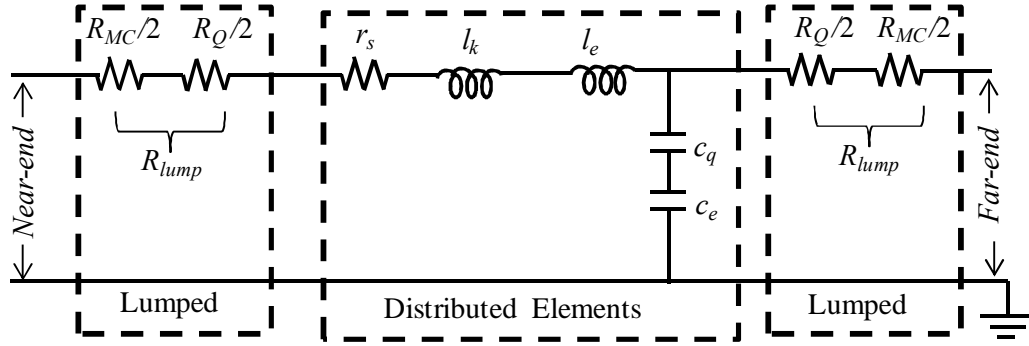 R_MC/2 R_Q/2 r_s l_k l_e R_Q/2 R_MC/2
R_lump
R_lump
c_q
c_e
Near-end
Far-end
Lumped
Distributed Elements
Lumped